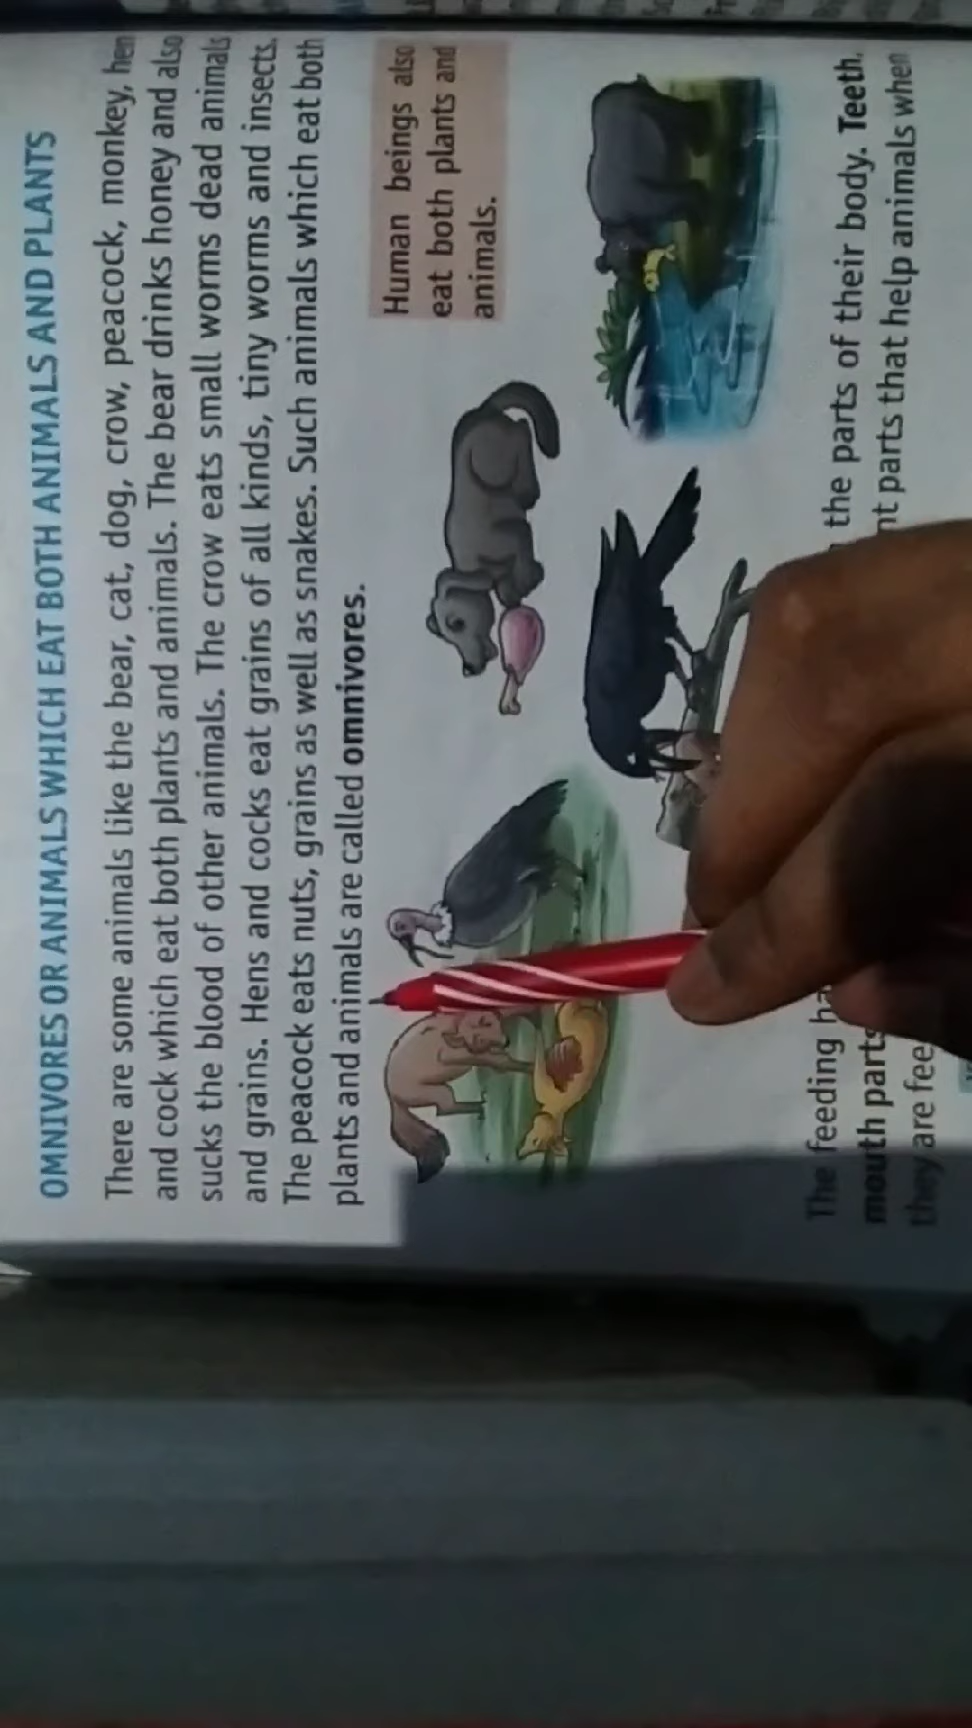 OMNIVORES OR ANIMALS WHICH EAT BOTH ANIMALS AND PLANTS
There are some animals like the bear, cat, dog, crow, peacock, monkey, hen
and cock which eat both plants and animals. The bear drinks honey and also
sucks the blood of other animals. The crow eats small worms dead animals
and grains. Hens and cocks eat grains of all kinds, tiny worms and insects.
The peacock eats nuts, grains as well as snakes. Such animals which eat both
plants and animals are called omnivores.
Human beings also
eat both plants and
animals.
The feeding the parts of their body. Teeth,
mouth parts parts that help animals when
they are